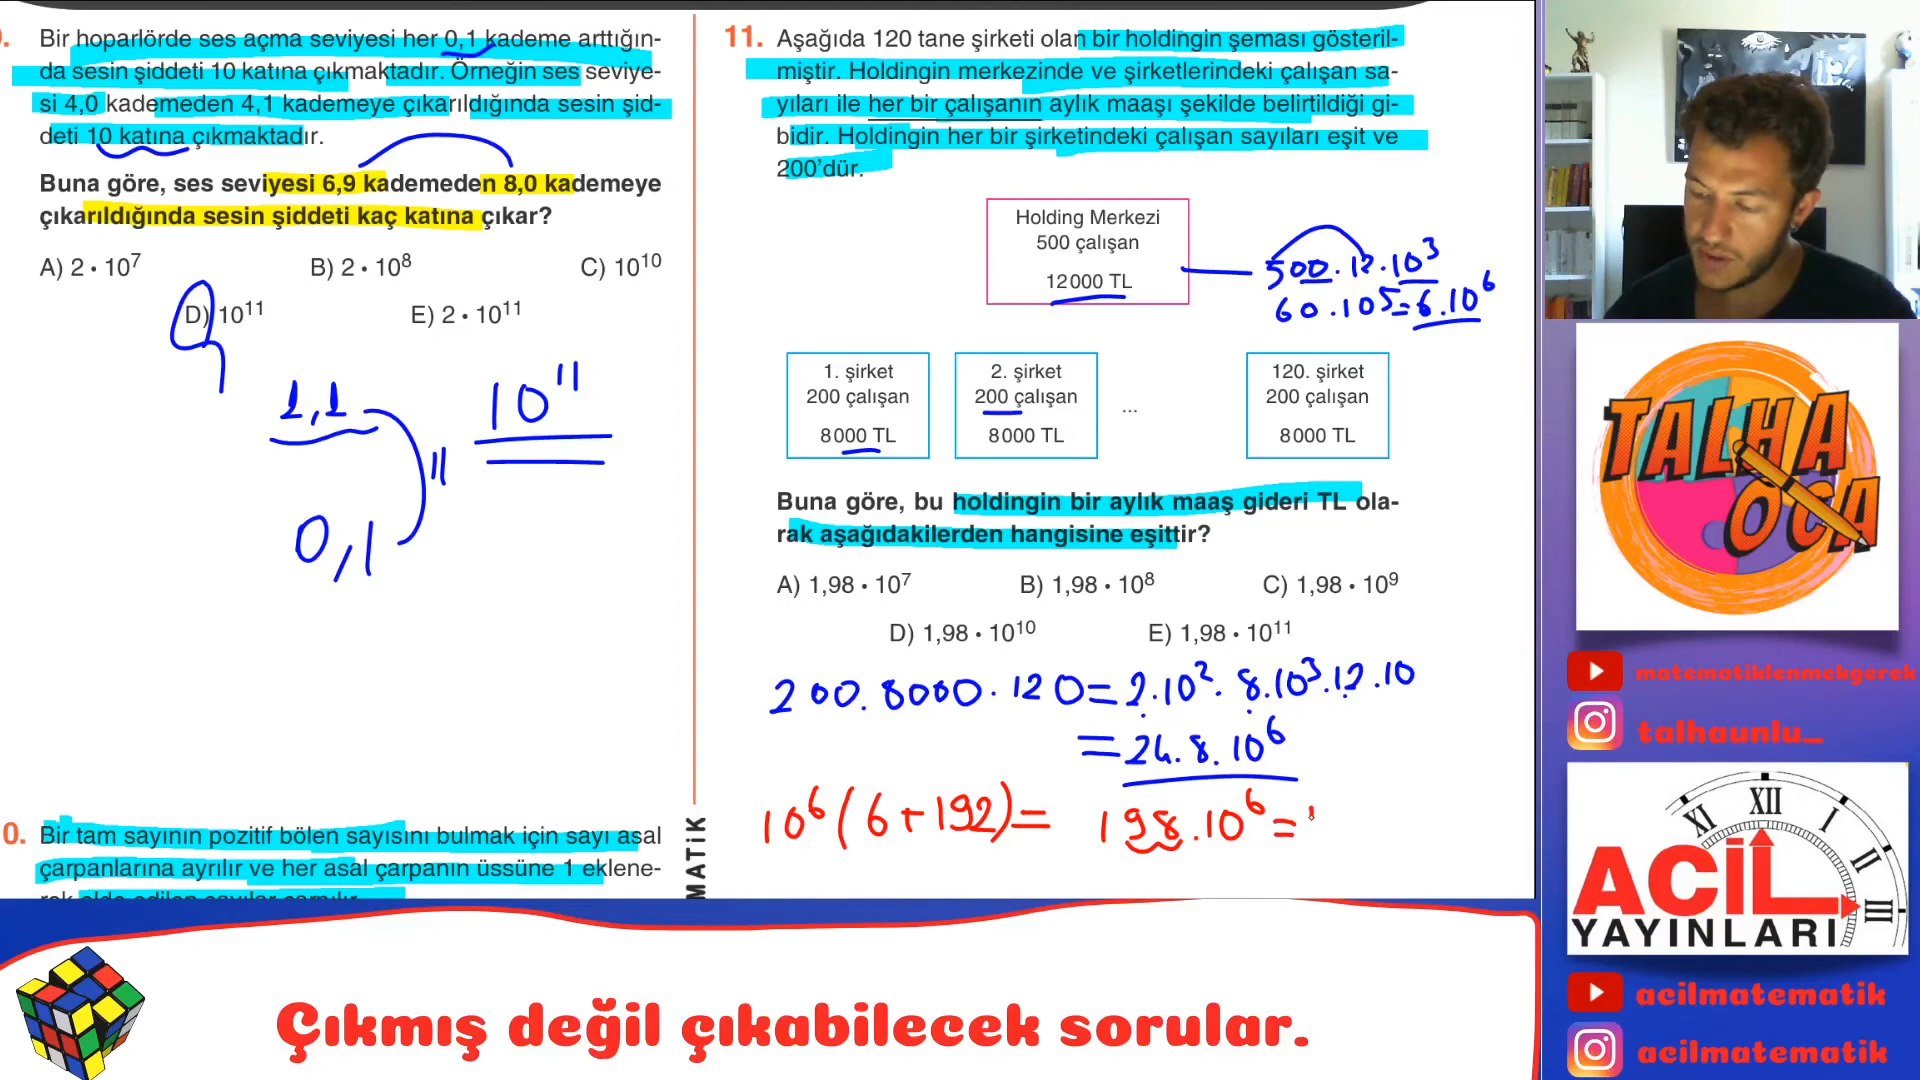 Bir hoparlörde ses açma seviyesi her 0,1 kademe arttığın-
da sesin şiddeti 10 katına çıkmaktadır. Örneğin ses seviye-
si 4,0 kademeden 4,1 kademeye çıkarıldığında sesin şid-
deti 10 katına çıkmaktadır.
Buna göre, ses seviyesi 6,9 kademeden 8,0 kademeye
çıkarıldığında sesin şiddeti kaç katına çıkar?
A) 2 • 10⁷ B) 2 • 10⁸ C) 10¹⁰
D) 10¹¹ E) 2 • 10¹¹
1,1 10¹¹
11
0,1
0. Bir tam sayının pozitif bölen sayısını bulmak için sayı asal
çarpanlarına ayrılır ve her asal çarpanın üssüne 1 eklene-
rek elde edilen sayılar çarpılır.
MATİK
11. Aşağıda 120 tane şirketi olan bir holdingin şeması gösteril-
miştir. Holdingin merkezinde ve şirketlerindeki çalışan sa-
yıları ile her bir çalışanın aylık maaşı şekilde belirtildiği gi-
bidir. Holdingin her bir şirketindeki çalışan sayıları eşit ve
200'dür.
Holding Merkezi
500 çalışan
12000 TL
500.12.10³
60.10⁵=6.10⁶
1. şirket
200 çalışan
8000 TL
2. şirket
200 çalışan
8000 TL
...
120. şirket
200 çalışan
8000 TL
Buna göre, bu holdingin bir aylık maaş gideri TL ola-
rak aşağıdakilerden hangisine eşittir?
A) 1,98 • 10⁷ B) 1,98 • 10⁸ C) 1,98 • 10⁹
D) 1,98 • 10¹⁰ E) 1,98 • 10¹¹
200.8000.120=2.10².8.10³.12.10
=24.8.10⁶
10⁶(6+192)= 198.10⁶=
TALHA
OCA
matematiklenmekgerek
talhaunlu_
XI XII I II III
ACİL
YAYINLARI
acilmatematik
acilmatematik
Çıkmış değil çıkabilecek sorular.